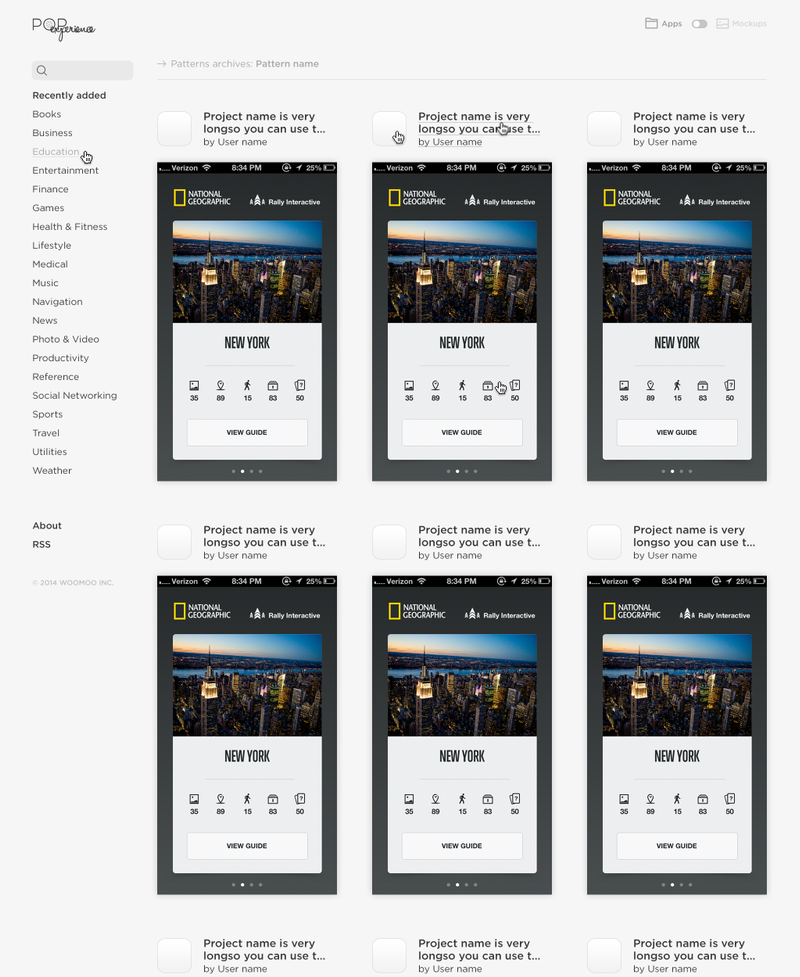 POP
experience
Apps
Mockups
Patterns archives: Pattern name
Recently added
Books
Business
Education
Entertainment
Finance
Games
Health & Fitness
Lifestyle
Medical
Music
Navigation
News
Photo & Video
Productivity
Reference
Social Networking
Sports
Travel
Utilities
Weather
About
RSS
© 2014 WOOMOO INC.
Project name is very
longso you can use t...
by User name
Verizon 8:34 PM 25%
NATIONAL
GEOGRAPHIC
Rally Interactive
NEW YORK
35 89 15 83 50
VIEW GUIDE
Project name is very
longso you can use t...
by User name
Verizon 8:34 PM 25%
NATIONAL
GEOGRAPHIC
Rally Interactive
NEW YORK
35 89 15 83 50
VIEW GUIDE
Project name is very
longso you can use t...
by User name
Verizon 8:34 PM 25%
NATIONAL
GEOGRAPHIC
Rally Interactive
NEW YORK
35 89 15 83 50
VIEW GUIDE
Project name is very
longso you can use t...
by User name
Verizon 8:34 PM 25%
NATIONAL
GEOGRAPHIC
Rally Interactive
NEW YORK
35 89 15 83 50
VIEW GUIDE
Project name is very
longso you can use t...
by User name
Verizon 8:34 PM 25%
NATIONAL
GEOGRAPHIC
Rally Interactive
NEW YORK
35 89 15 83 50
VIEW GUIDE
Project name is very
longso you can use t...
by User name
Verizon 8:34 PM 25%
NATIONAL
GEOGRAPHIC
Rally Interactive
NEW YORK
35 89 15 83 50
VIEW GUIDE
Project name is very
longso you can use t...
by User name
Project name is very
longso you can use t...
by User name
Project name is very
longso you can use t...
by User name